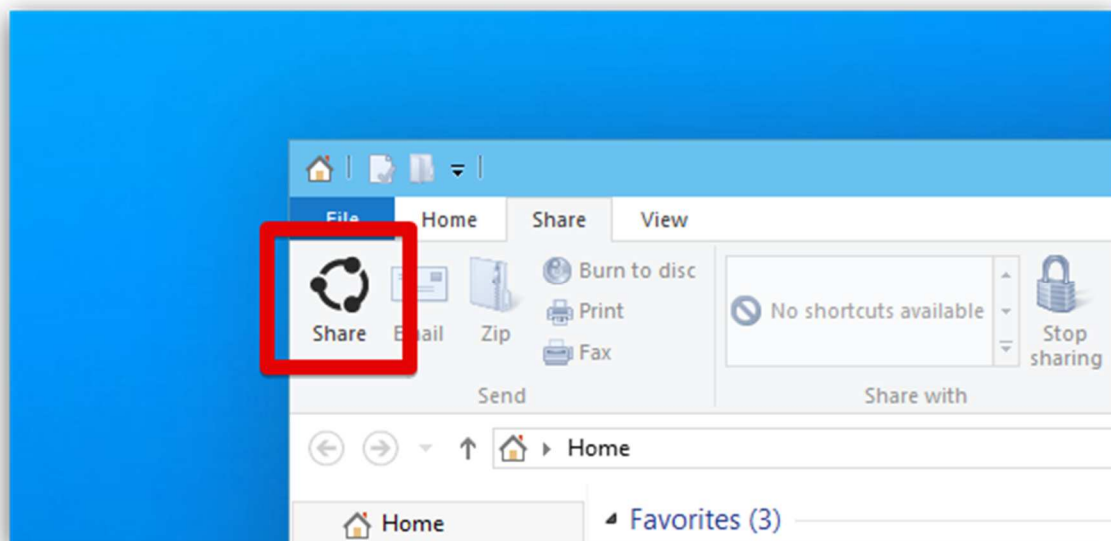 File Home Share View
Share Email Zip
Burn to disc
Print
Fax
Send
No shortcuts available
Stop
sharing
Share with
Home
Home
Favorites (3)